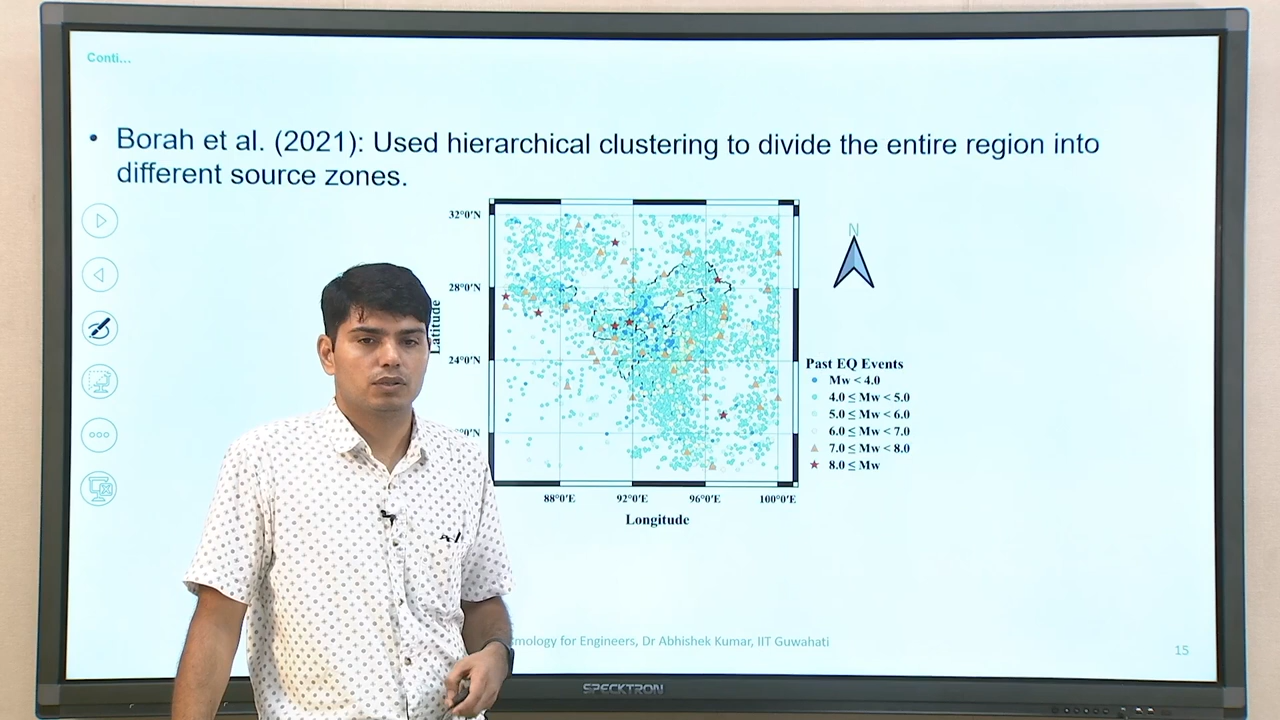 Conti...
• Borah et al. (2021): Used hierarchical clustering to divide the entire region into
different source zones.
32°0'N
28°0'N
24°0'N
0'N
Latitude
88°0'E 92°0'E 96°0'E 100°0'E
Longitude
N
Past EQ Events
Mw < 4.0
4.0 ≤ Mw < 5.0
5.0 ≤ Mw < 6.0
6.0 ≤ Mw < 7.0
7.0 ≤ Mw < 8.0
8.0 ≤ Mw
for Engineers, Dr Abhishek Kumar, IIT Guwahati
15
SPECKTRON